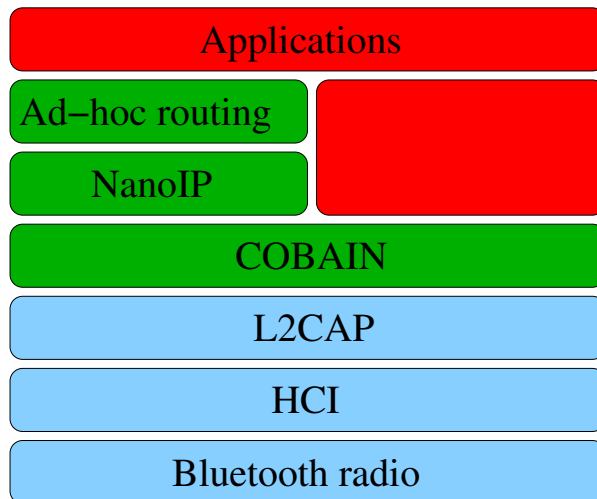 Applications
Ad−hoc routing
NanoIP
COBAIN
L2CAP
HCI
Bluetooth radio